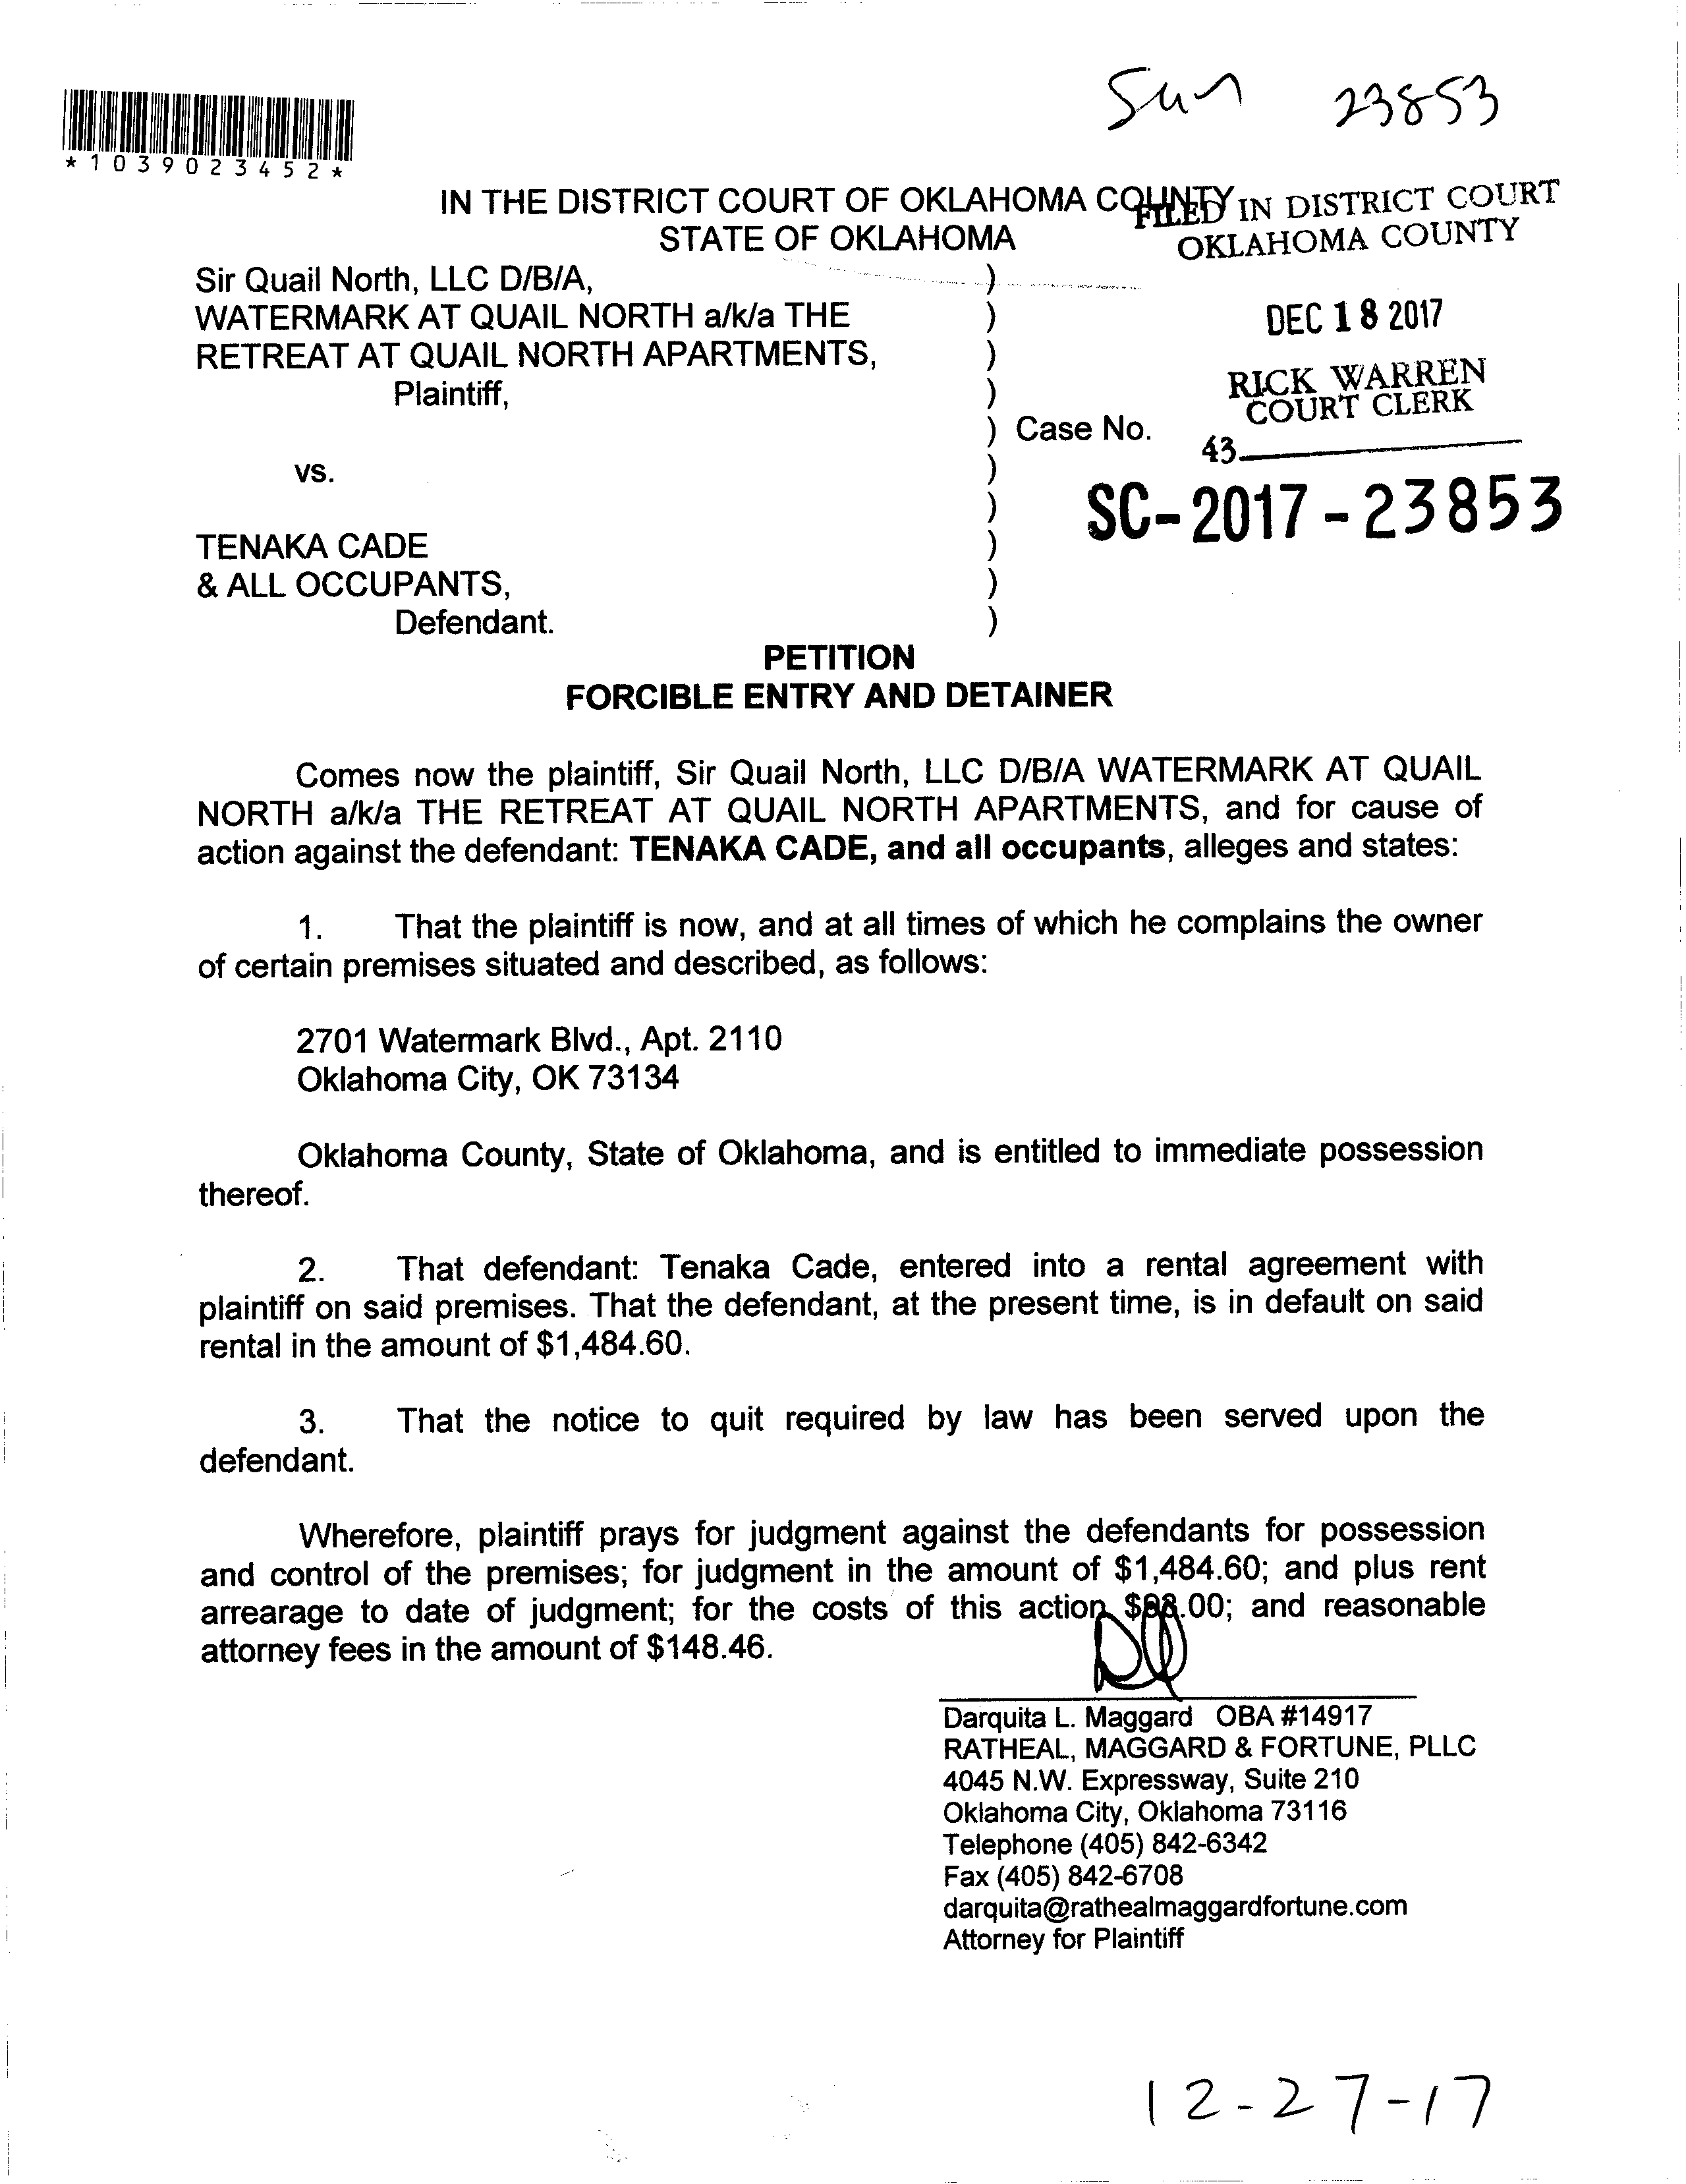 Sum 23853
*1039023452*
IN THE DISTRICT COURT OF OKLAHOMA COUNTY
STATE OF OKLAHOMA
FILED IN DISTRICT COURT
OKLAHOMA COUNTY
DEC 18 2017
RICK WARREN
COURT CLERK
43
Sir Quail North, LLC D/B/A, )
WATERMARK AT QUAIL NORTH a/k/a THE )
RETREAT AT QUAIL NORTH APARTMENTS, )
Plaintiff, )
) Case No.
vs. )
) SC-2017-23853
TENAKA CADE )
& ALL OCCUPANTS, )
Defendant. )
PETITION
FORCIBLE ENTRY AND DETAINER
Comes now the plaintiff, Sir Quail North, LLC D/B/A WATERMARK AT QUAIL
NORTH a/k/a THE RETREAT AT QUAIL NORTH APARTMENTS, and for cause of
action against the defendant: TENAKA CADE, and all occupants, alleges and states:
1. That the plaintiff is now, and at all times of which he complains the owner
of certain premises situated and described, as follows:
2701 Watermark Blvd., Apt. 2110
Oklahoma City, OK 73134
Oklahoma County, State of Oklahoma, and is entitled to immediate possession
thereof.
2. That defendant: Tenaka Cade, entered into a rental agreement with
plaintiff on said premises. That the defendant, at the present time, is in default on said
rental in the amount of $1,484.60.
3. That the notice to quit required by law has been served upon the
defendant.
Wherefore, plaintiff prays for judgment against the defendants for possession
and control of the premises; for judgment in the amount of $1,484.60; and plus rent
arrearage to date of judgment; for the costs of this action, and reasonable
attorney fees in the amount of $148.46.
Darquita L. Maggard OBA #14917
RATHEAL, MAGGARD & FORTUNE, PLLC
4045 N.W. Expressway, Suite 210
Oklahoma City, Oklahoma 73116
Telephone (405) 842-6342
Fax (405) 842-6708
darquita@rathealmaggardfortune.com
Attorney for Plaintiff
12-27-17